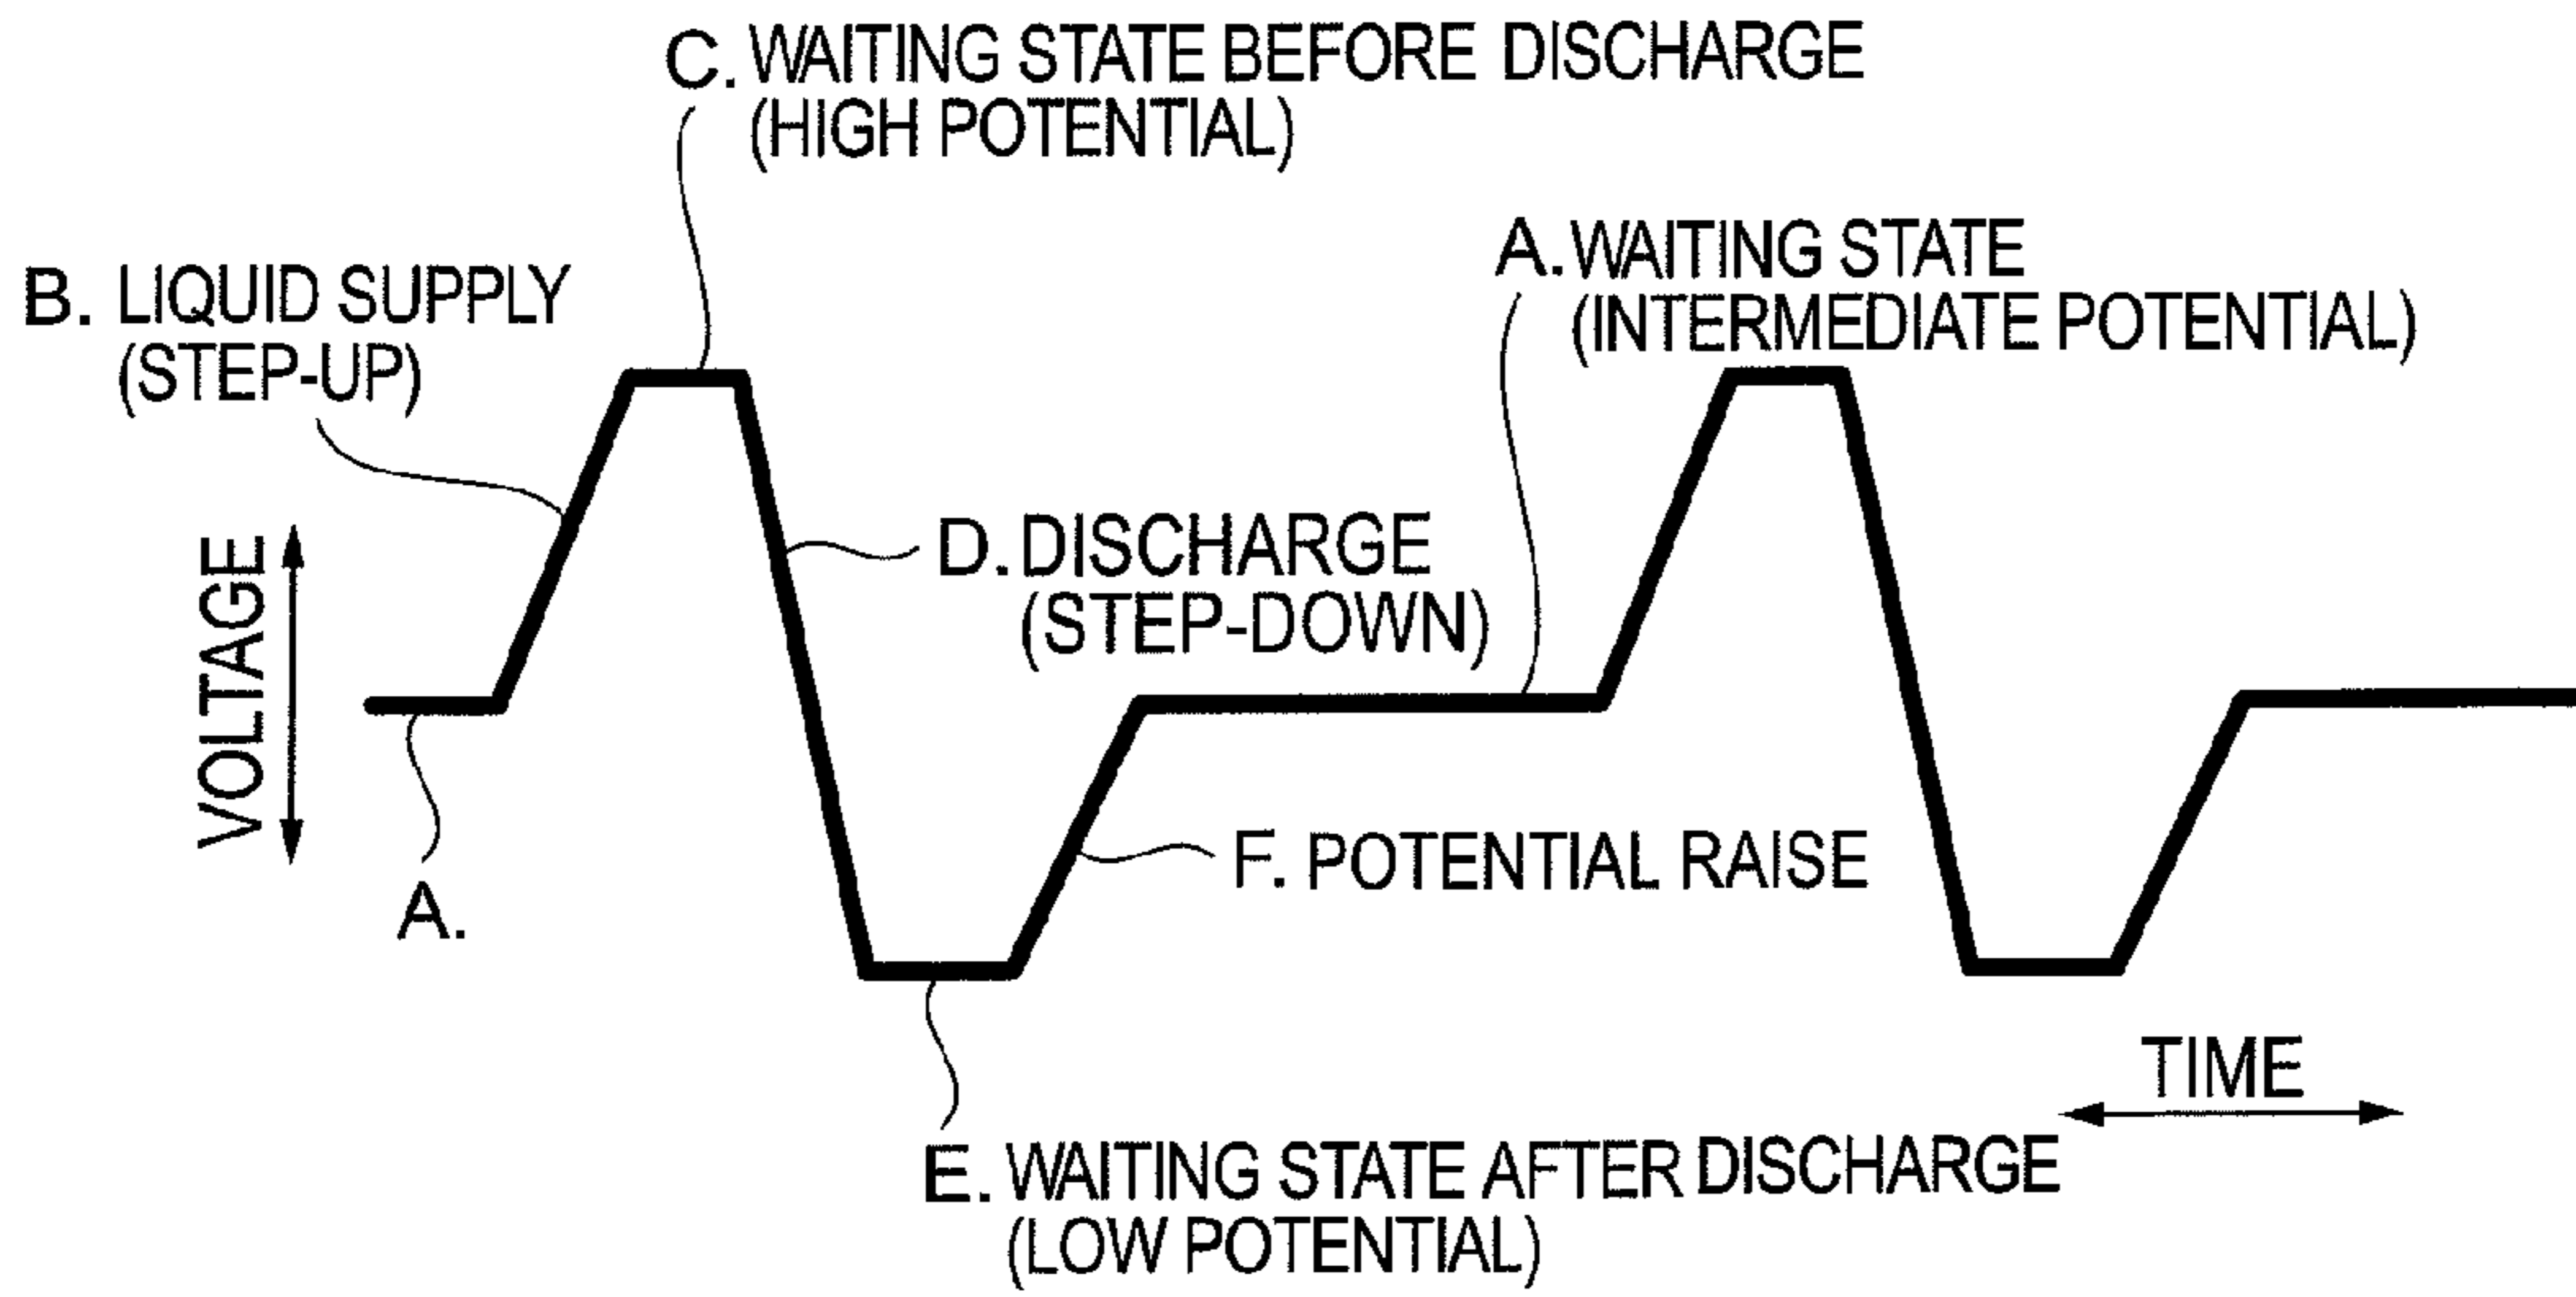 C. WAITING STATE BEFORE DISCHARGE
(HIGH POTENTIAL)
A. WAITING STATE
(INTERMEDIATE POTENTIAL)
B. LIQUID SUPPLY
(STEP-UP)
D. DISCHARGE
(STEP-DOWN)
VOLTAGE
F. POTENTIAL RAISE
A.
TIME
E. WAITING STATE AFTER DISCHARGE
(LOW POTENTIAL)